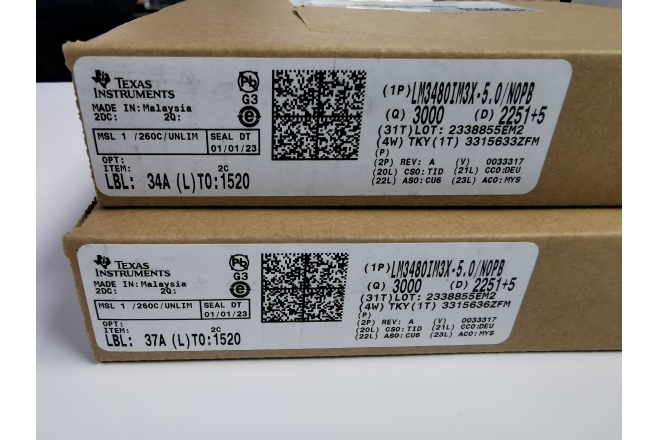 TEXAS
INSTRUMENTS
MADE IN: Malaysia
2DC: 2Q:
MSL 1 /260C/UNLIM SEAL DT
01/01/23
OPT:
ITEM: 2C
LBL: 34A (L)TO:1520
Pb
G3
e
(1P)LM3480IM3X-5.0/NOPB
(Q) 3000 (D) 2251+5
(31T)LOT: 2338855EM2
(4W) TKY(1T) 3315633ZFM
(P)
(2P) REV: A (V) 0033317
(20L) CSO:TID (21L) CCO:DEU
(22L) ASO:CU6 (23L) ACO:MYS
TEXAS
INSTRUMENTS
MADE IN: Malaysia
2DC: 2Q:
MSL 1 /260C/UNLIM SEAL DT
01/01/23
OPT:
ITEM: 2C
LBL: 37A (L)TO:1520
Pb
G3
e
(1P)LM3480IM3X-5.0/NOPB
(Q) 3000 (D) 2251+5
(31T)LOT: 2338855EM2
(4W) TKY(1T) 3315636ZFM
(P)
(2P) REV: A (V) 0033317
(20L) CSO:TID (21L) CCO:DEU
(22L) ASO:CU6 (23L) ACO:MYS